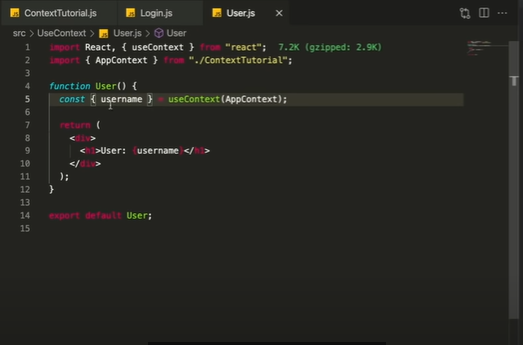 ContextTutorial.js Login.js User.js ×
src > UseContext > User.js > User
1 import React, { useContext } from "react"; 7.2K (gzipped: 2.9K)
2 import { AppContext } from "./ContextTutorial";
3
4 function User() {
5 const { username } = useContext(AppContext);
6
7 return (
8 <div>
9 <h1>User: {username}</h1>
10 </div>
11 );
12 }
13
14 export default User;
15